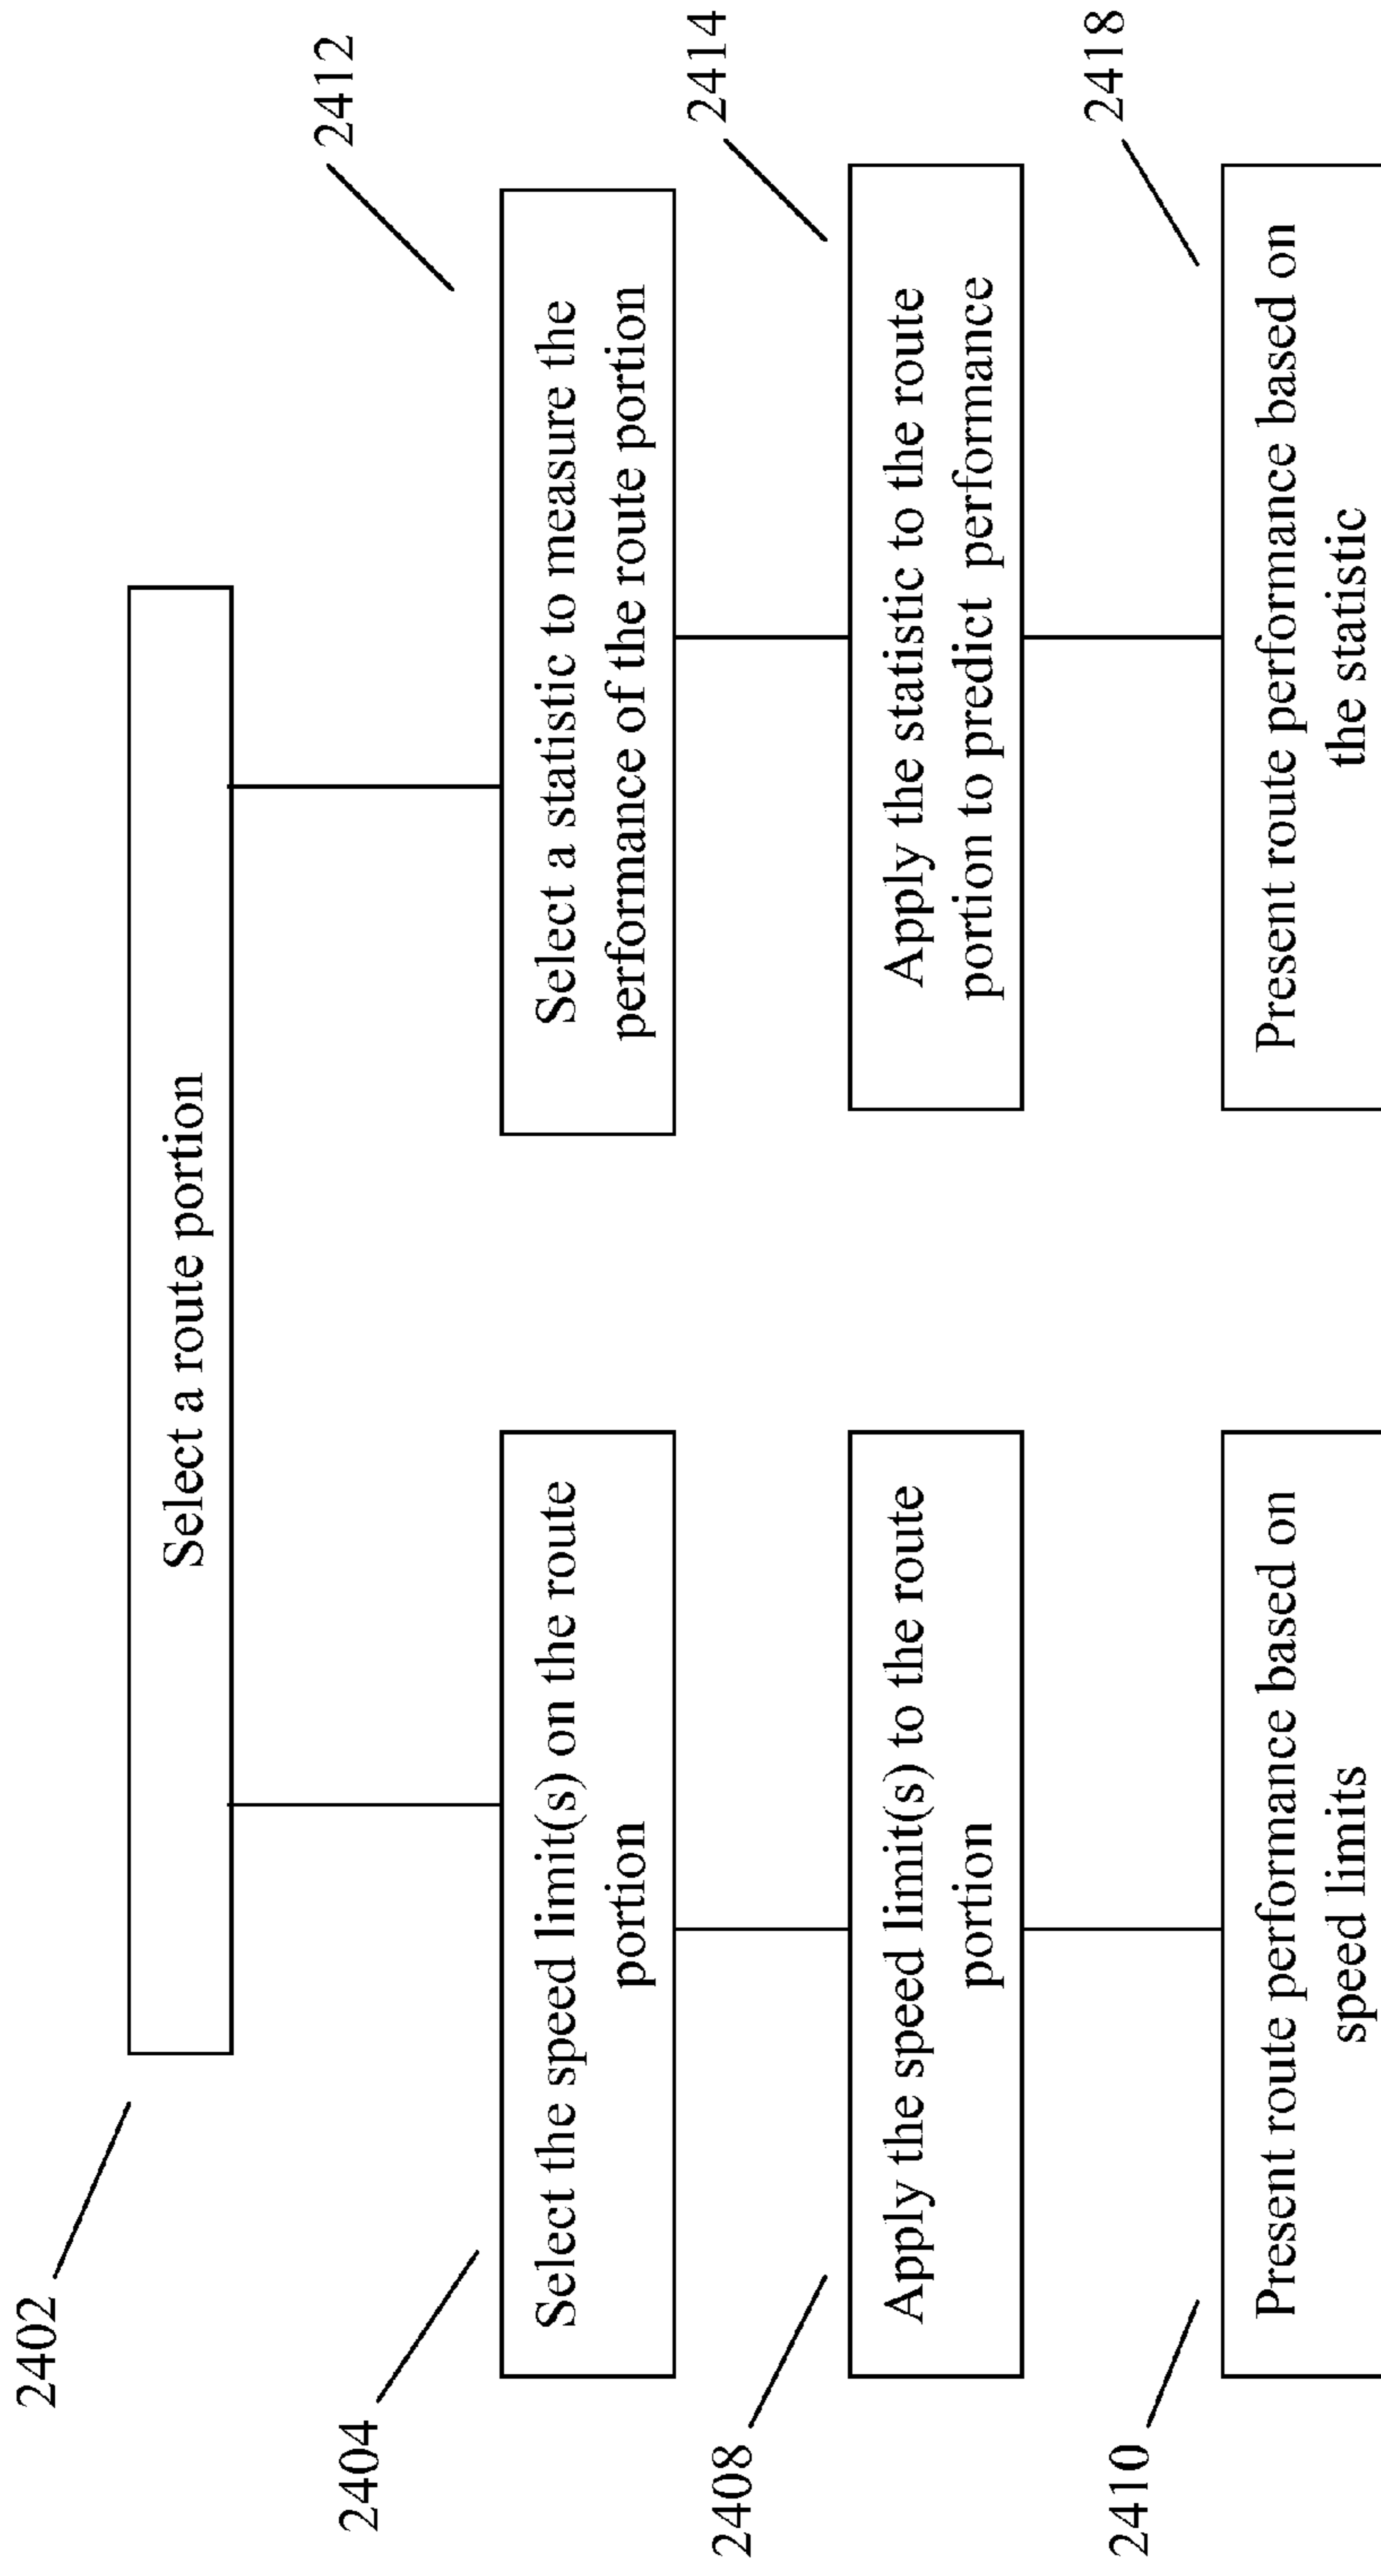 2402
Select a route portion
2404
Select the speed limit(s) on the route
portion
2412
Select a statistic to measure the
performance of the route portion
2408
Apply the speed limit(s) to the route
portion
2414
Apply the statistic to the route
portion to predict performance
2410
Present route performance based on
speed limits
2418
Present route performance based on
the statistic